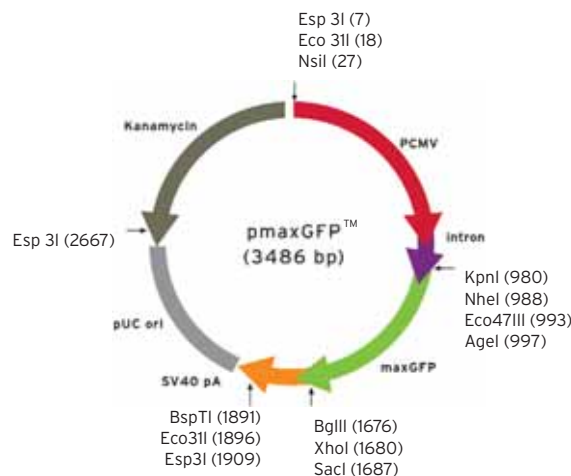 Esp 3I (7)
Eco 31I (18)
NsiI (27)
Kanamycin
PCMV
pmaxGFP™
(3486 bp)
Esp 3I (2667)
intron
KpnI (980)
NheI (988)
Eco47III (993)
AgeI (997)
pUC ori
maxGFP
SV40 pA
BspTI (1891)
Eco31I (1896)
Esp3I (1909)
BglII (1676)
XhoI (1680)
SacI (1687)